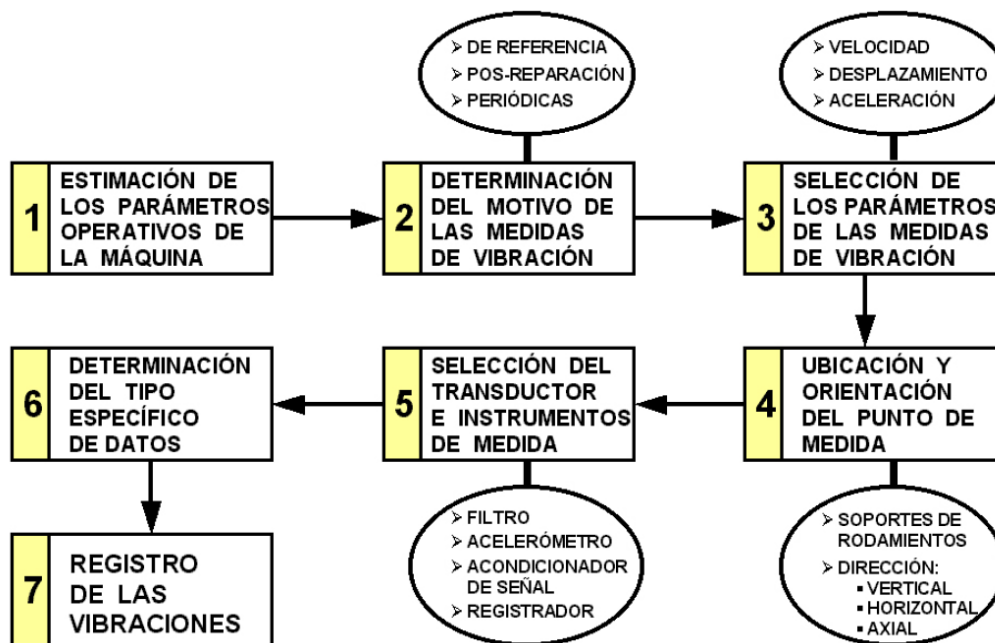 ➢ DE REFERENCIA
➢ POS-REPARACIÓN
➢ PERIÓDICAS
➢ VELOCIDAD
➢ DESPLAZAMIENTO
➢ ACELERACIÓN
1
ESTIMACIÓN DE
LOS PARÁMETROS
OPERATIVOS DE
LA MÁQUINA
2
DETERMINACIÓN
DEL MOTIVO DE
LAS MEDIDAS
DE VIBRACIÓN
3
SELECCIÓN DE
LOS PARÁMETROS
DE LAS MEDIDAS
DE VIBRACIÓN
4
UBICACIÓN Y
ORIENTACIÓN
DEL PUNTO DE
MEDIDA
➢ SOPORTES DE
RODAMIENTOS
➢ DIRECCIÓN:
▪ VERTICAL
▪ HORIZONTAL
▪ AXIAL
5
SELECCIÓN DEL
TRANSDUCTOR
E INSTRUMENTOS
DE MEDIDA
➢ FILTRO
➢ ACELERÓMETRO
➢ ACONDICIONADOR
DE SEÑAL
➢ REGISTRADOR
6
DETERMINACIÓN
DEL TIPO
ESPECÍFICO
DE DATOS
7
REGISTRO
DE LAS
VIBRACIONES